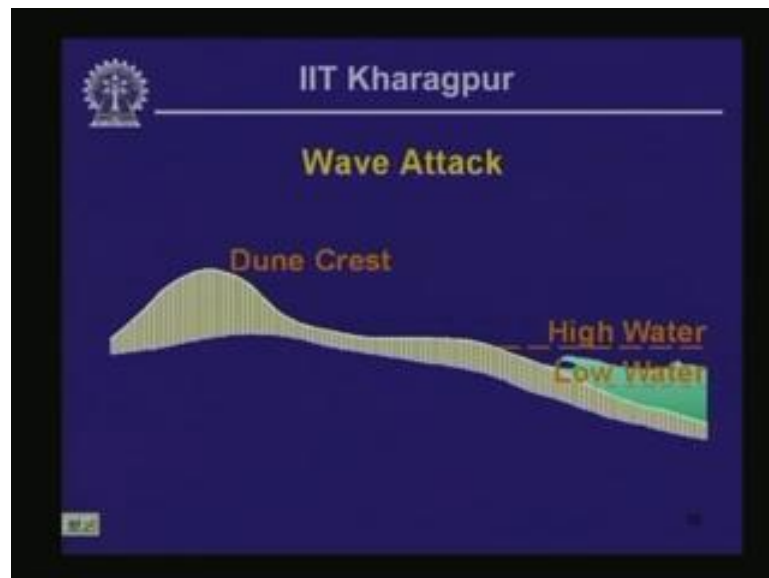 IIT Kharagpur
Wave Attack
Dune Crest
High Water
Low Water